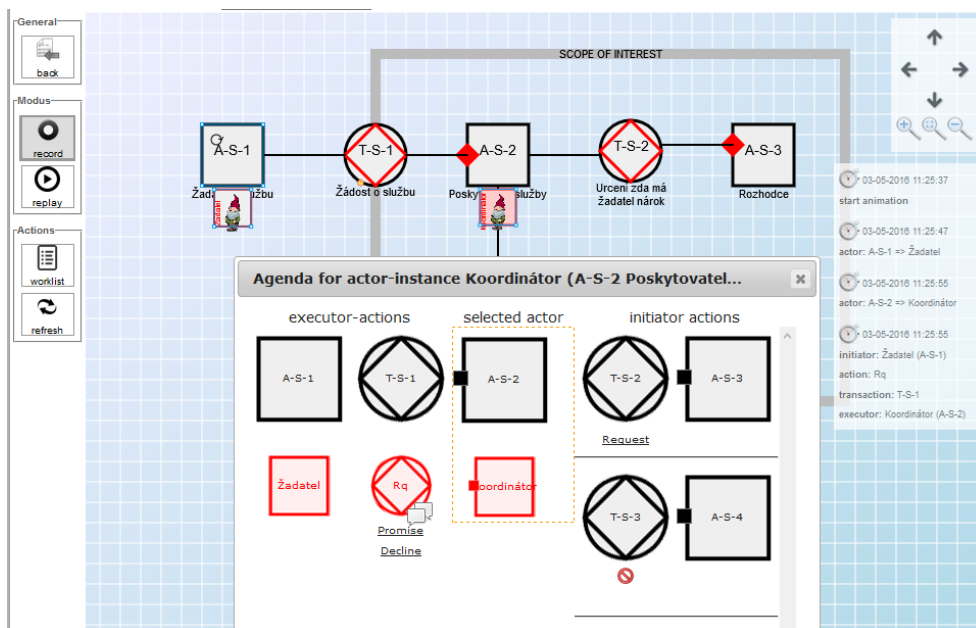 General
back
Modus
record
replay
Actions
worklist
refresh
SCOPE OF INTEREST
A-S-1
T-S-1
A-S-2
T-S-2
A-S-3
Žádost o službu
Urcení zda má
žadatel nárok
Rozhodce
Žadatel
03-05-2016 11:25:37
start animation
03-05-2016 11:25:47
actor: A-S-1 => Žadatel
03-05-2016 11:25:55
actor: A-S-2 => Koordinátor
03-05-2016 11:25:55
initiator: Žadatel (A-S-1)
action: Rq
transaction: T-S-1
executor: Koordinátor (A-S-2)
Agenda for actor-instance Koordinátor (A-S-2 Poskytovatel...
executor-actions
selected actor
initiator actions
A-S-1
T-S-1
A-S-2
T-S-2
A-S-3
Request
Žadatel
Rq
oordinátor
Promise
Decline
T-S-3
A-S-4